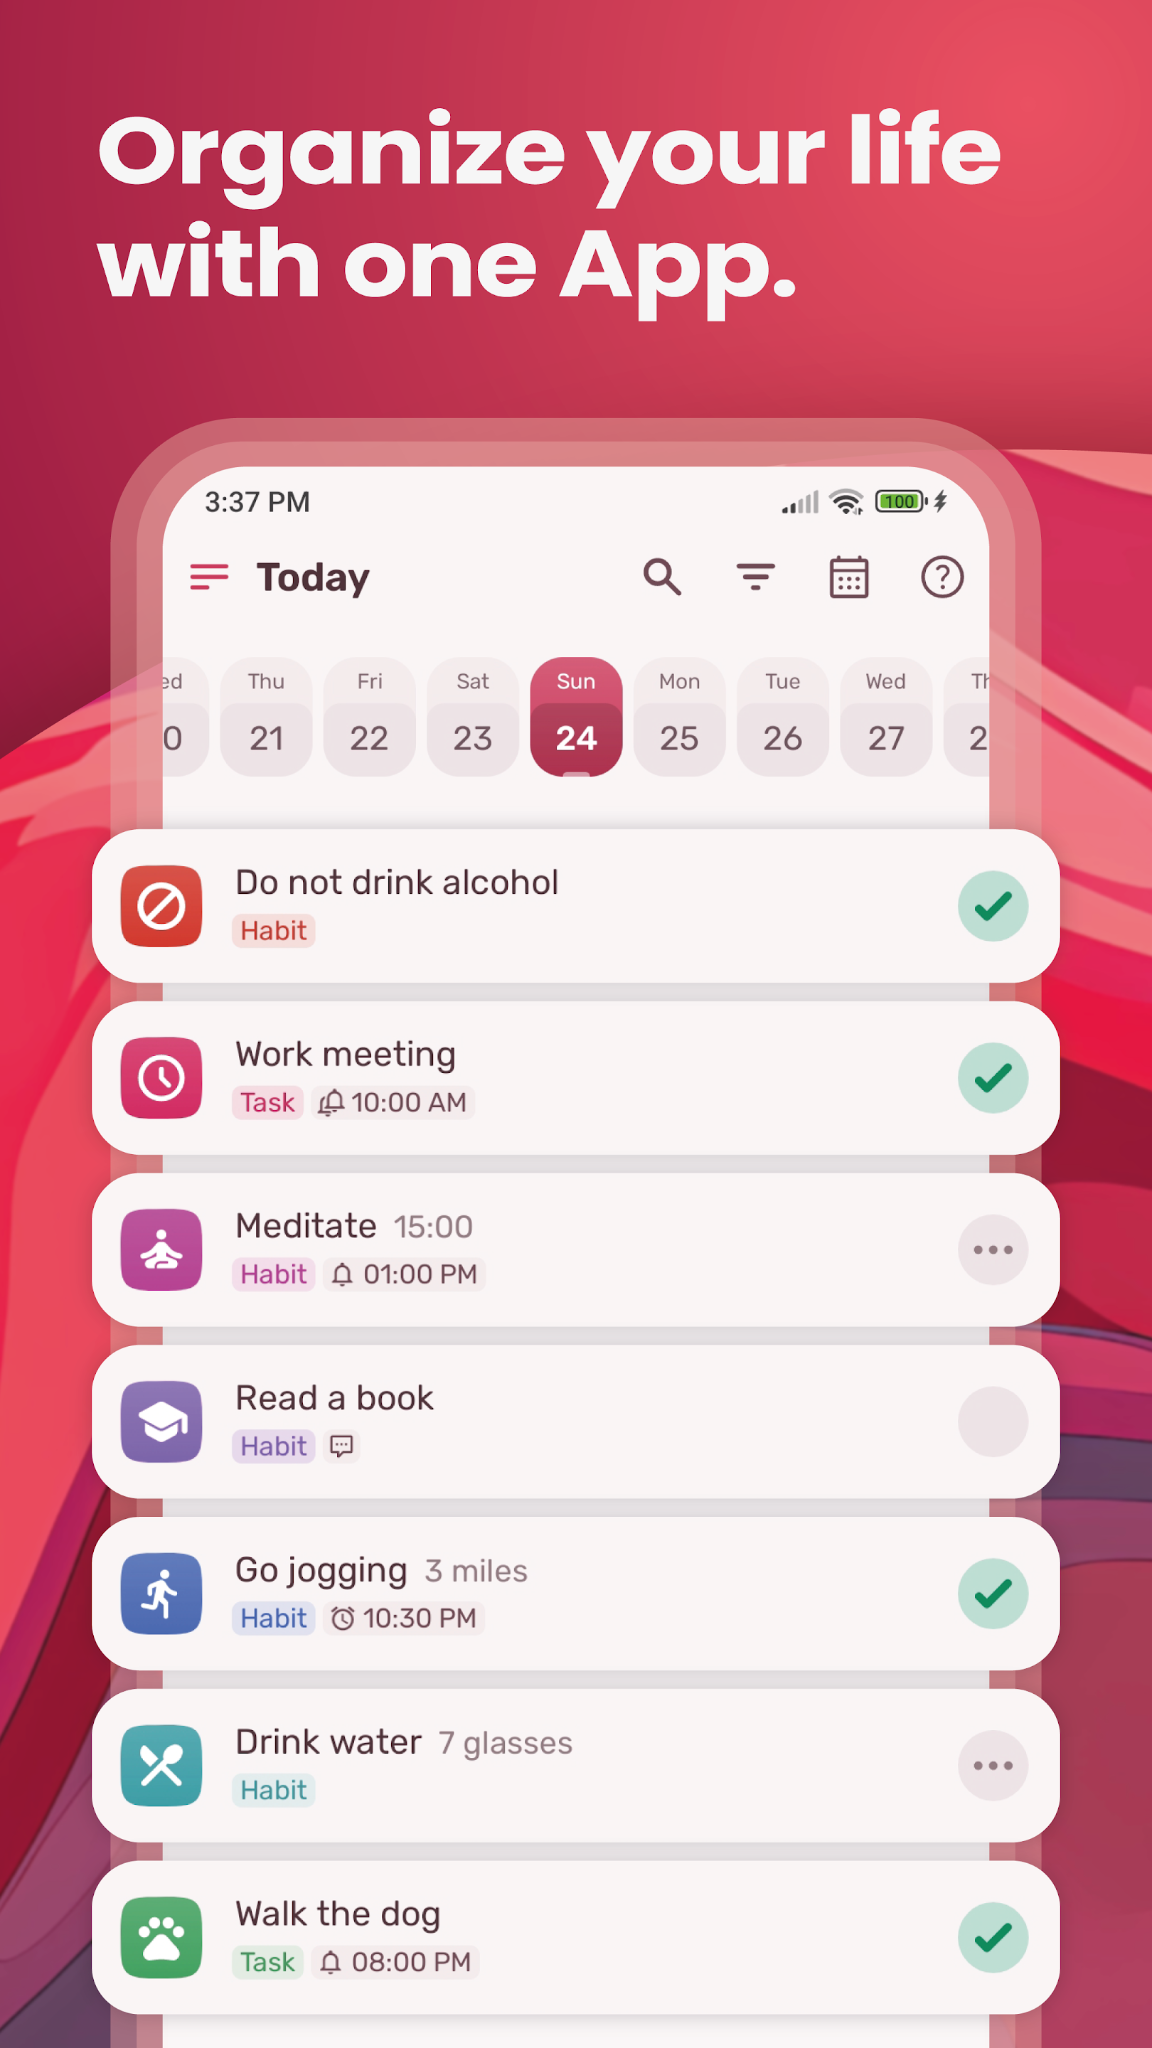 Organize your life
with one App.
3:37 PM 100
Today
ed Thu Fri Sat Sun Mon Tue Wed Th
0 21 22 23 24 25 26 27 2
Do not drink alcohol
Habit
Work meeting
Task 10:00 AM
Meditate 15:00
Habit 01:00 PM
Read a book
Habit
Go jogging 3 miles
Habit 10:30 PM
Drink water 7 glasses
Habit
Walk the dog
Task 08:00 PM